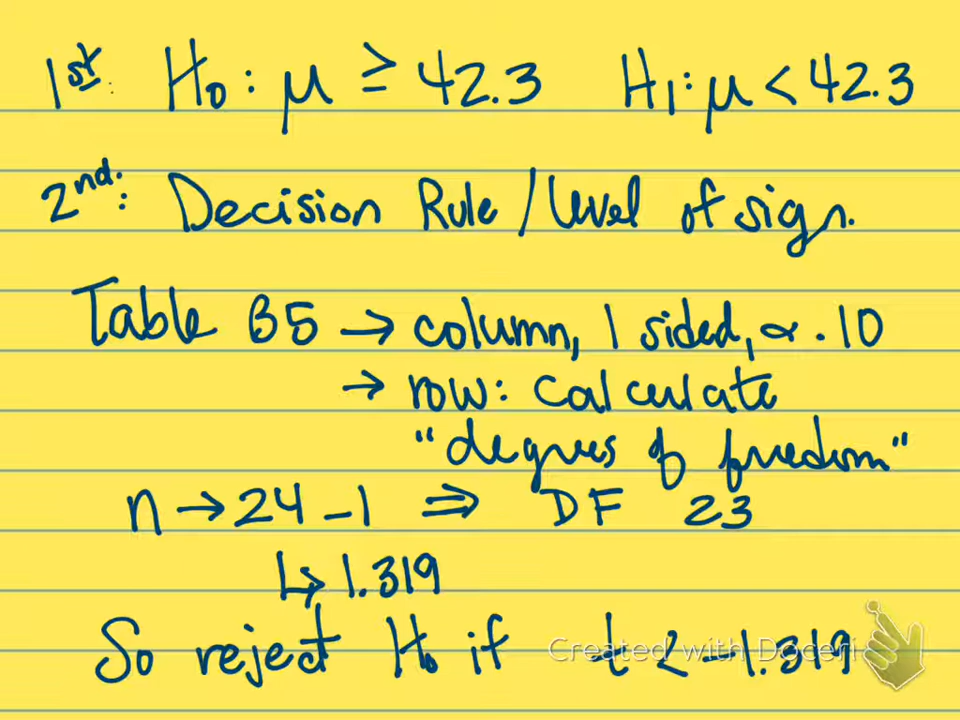 1st: H0: μ ≥ 42.3 H1: μ < 42.3
2nd.: Decision Rule / level of sign.
Table B5 → column, 1 sided, α .10
→ row: Calculate
"degrees of freedom"
n → 24 - 1 ⇒ DF 23
↳ 1.319
So reject H0 if t < -1.319
Created with Doceri